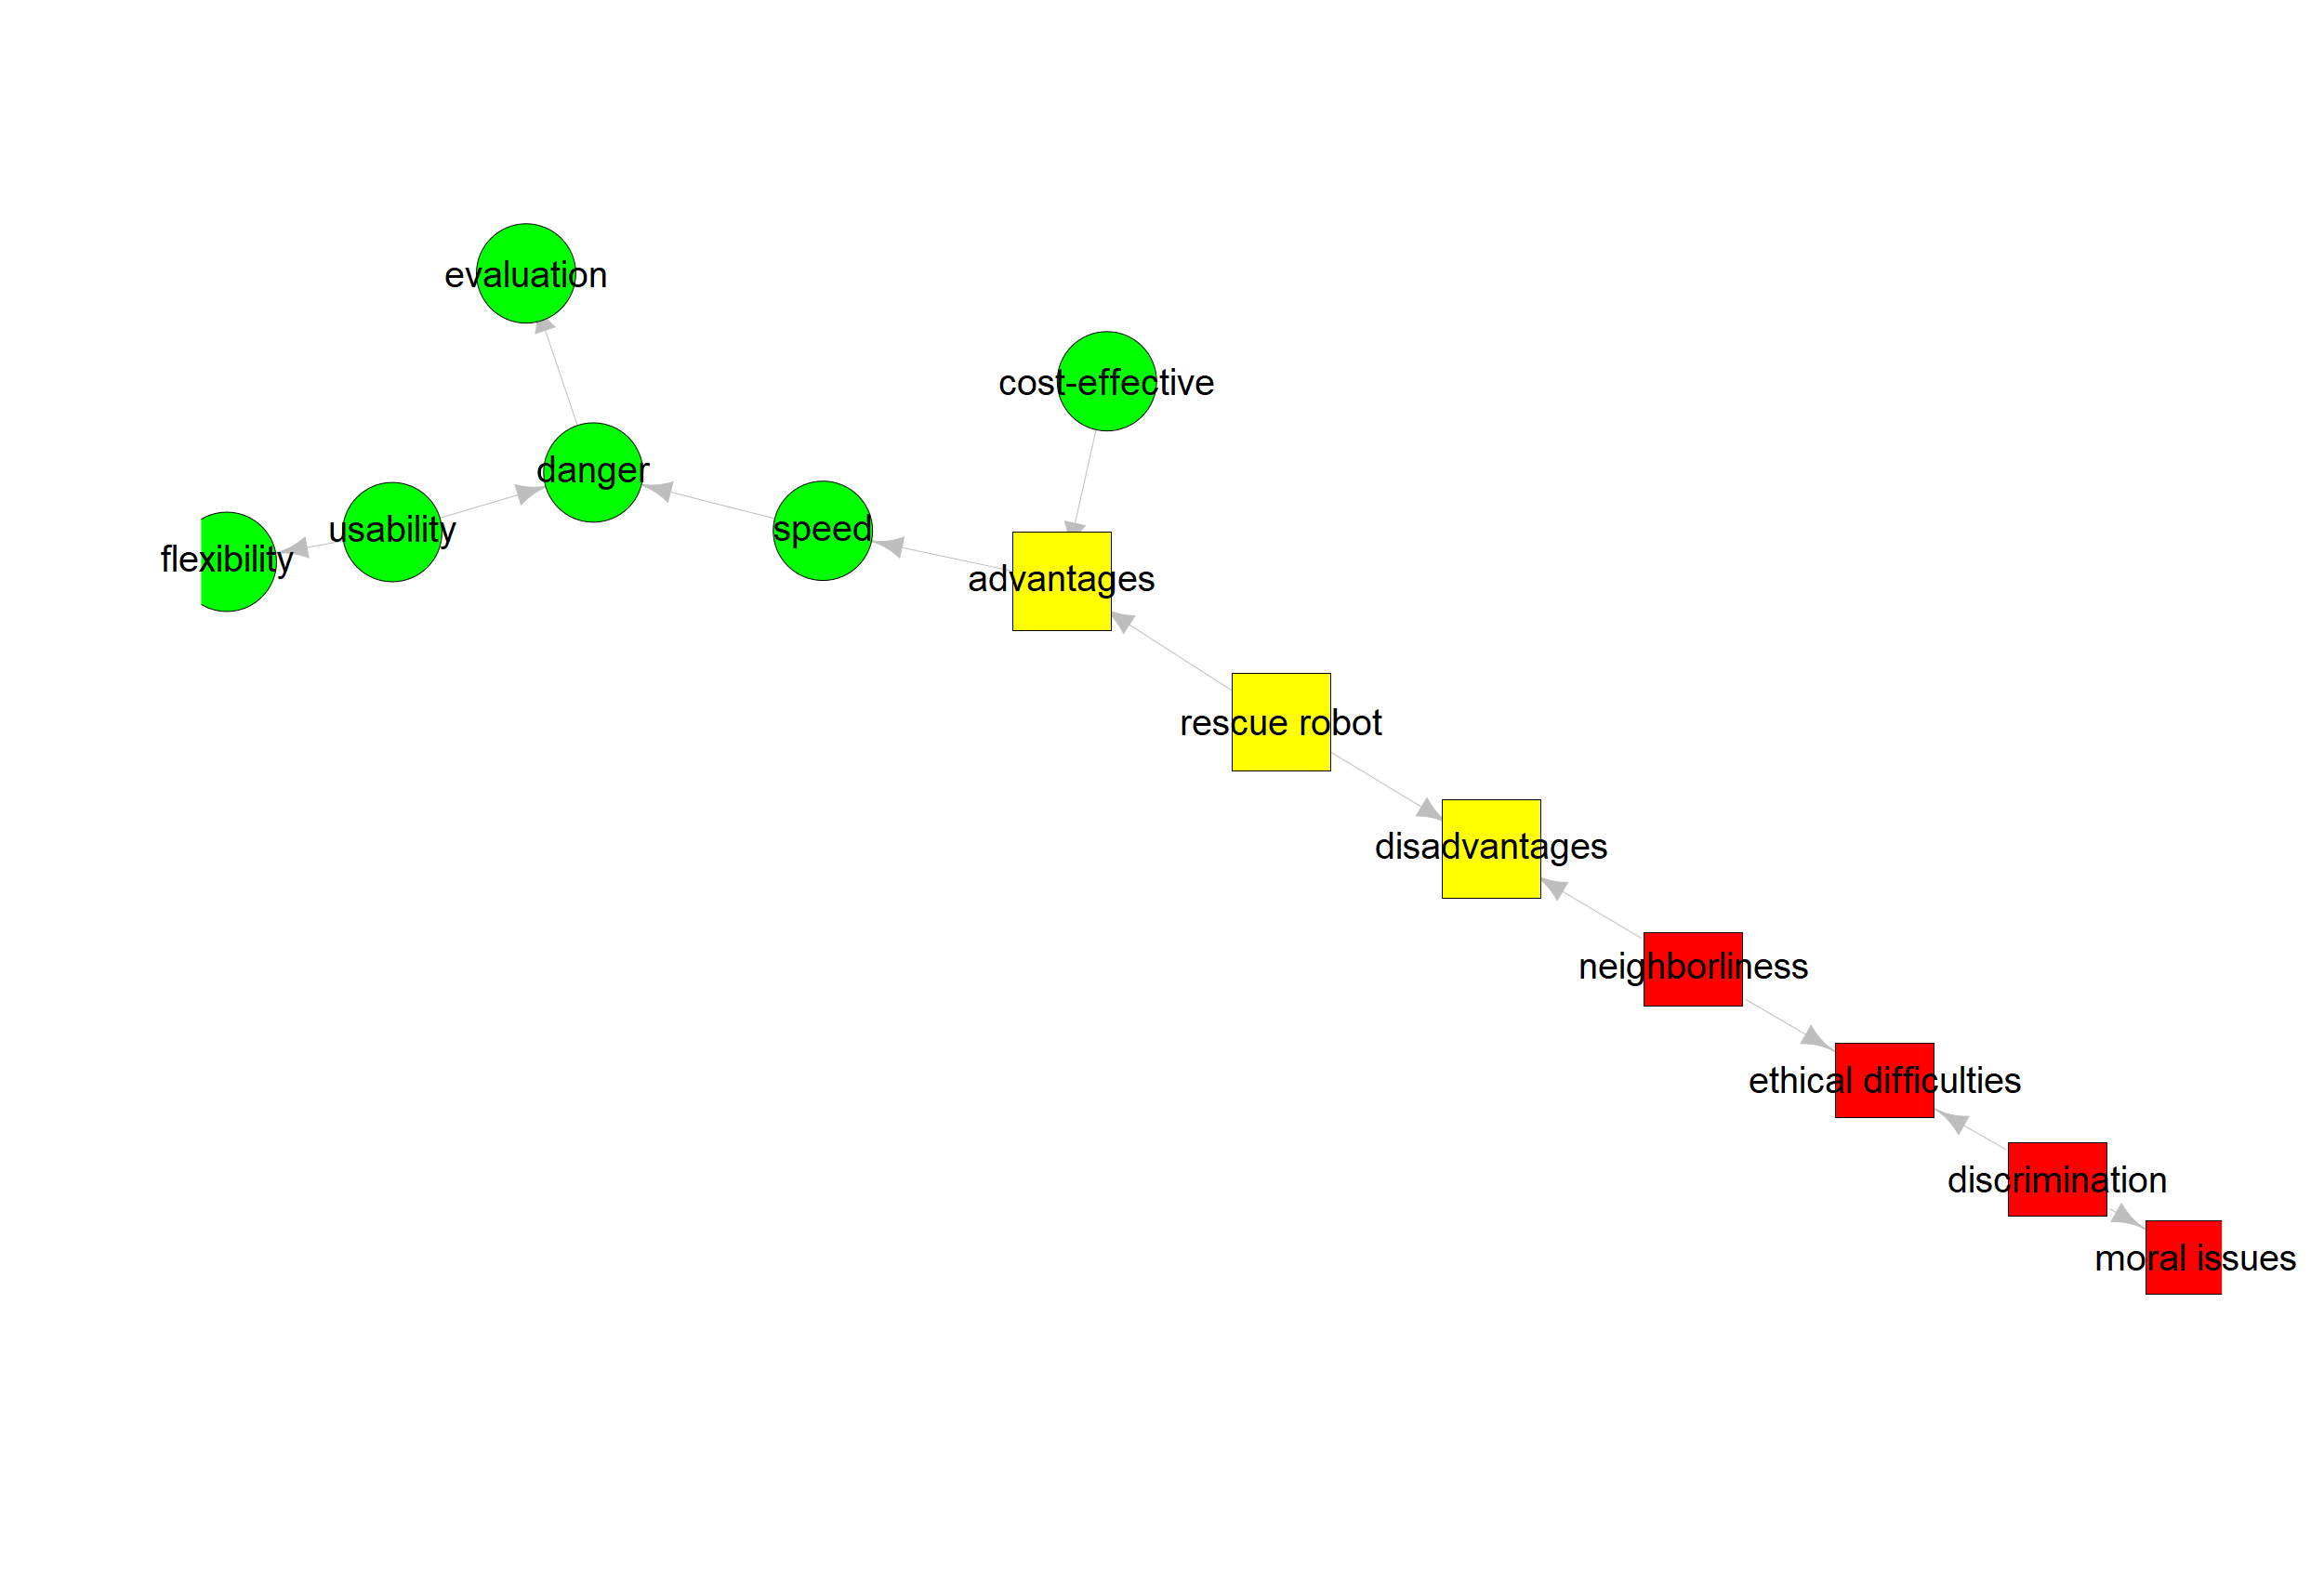 evaluation
cost-effective
danger
usability
speed
flexibility
advantages
rescue robot
disadvantages
neighborliness
ethical difficulties
discrimination
moral issues